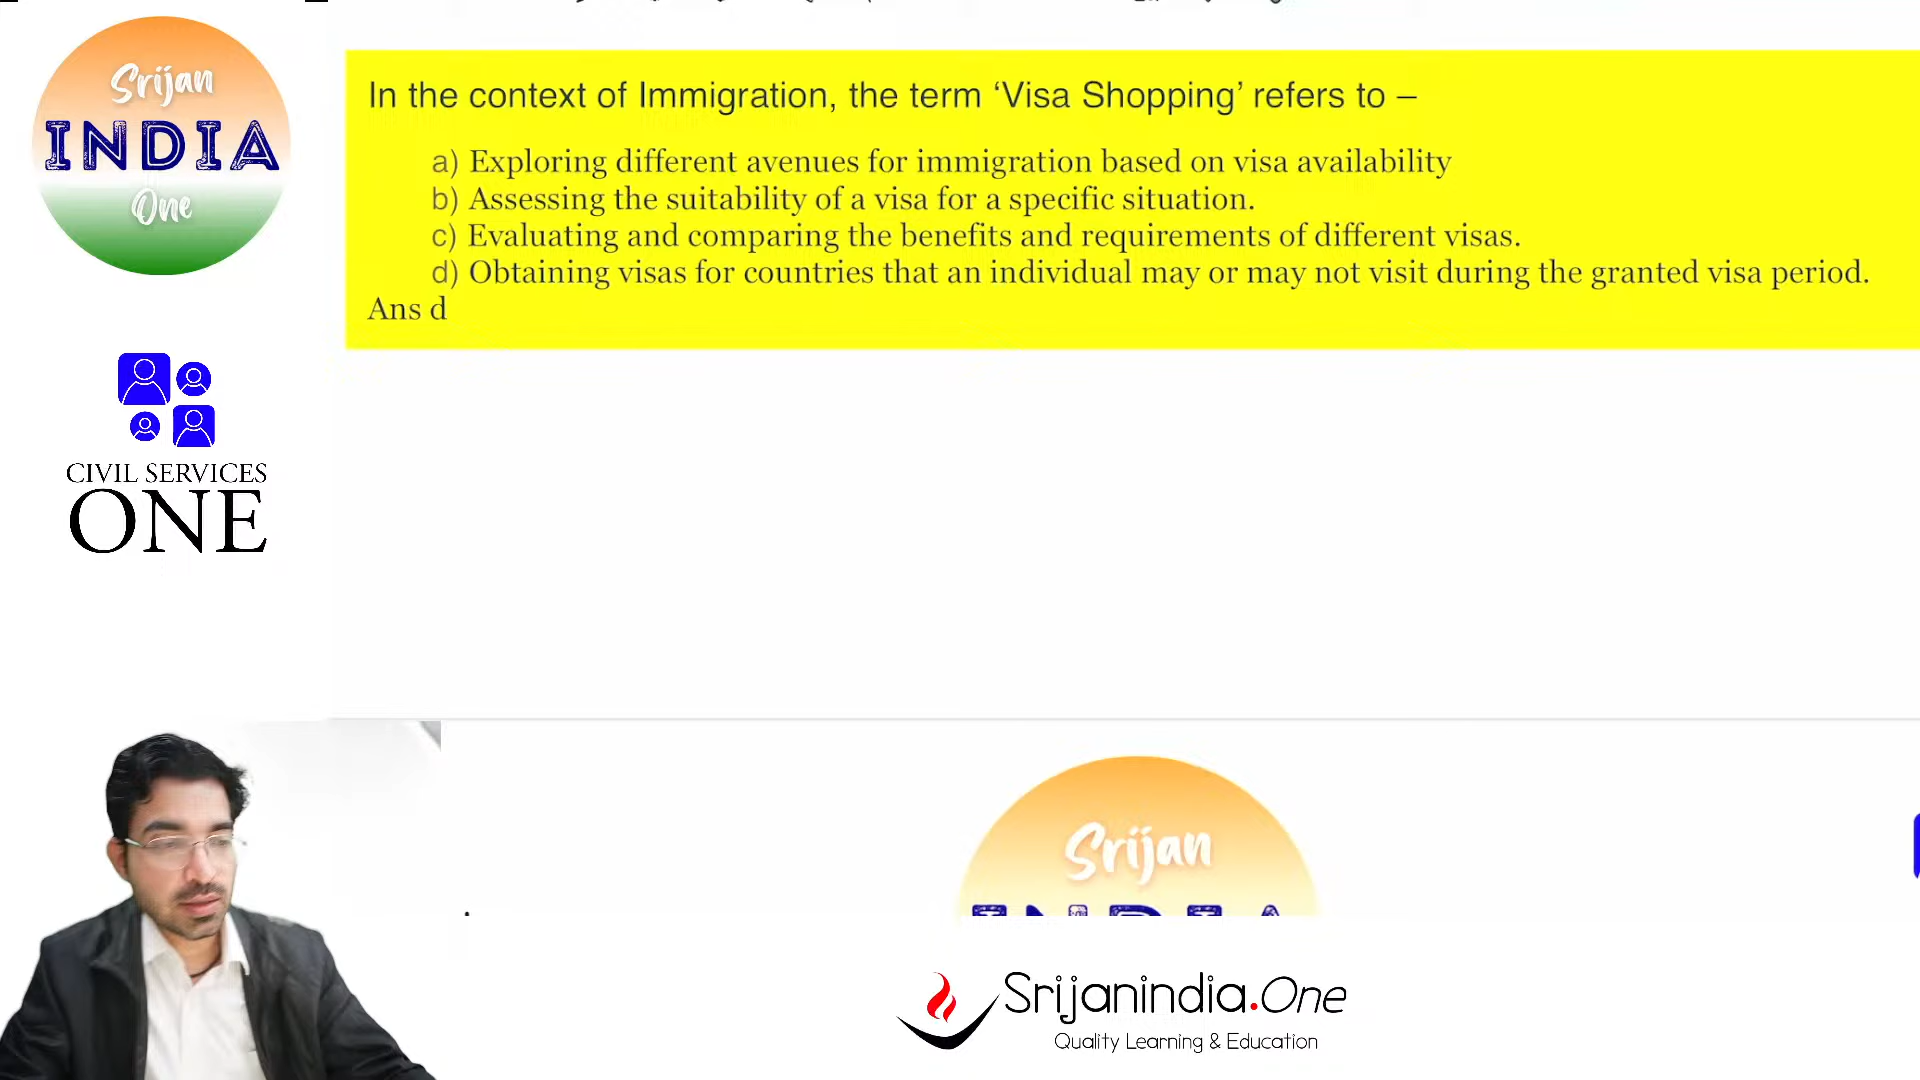 Srijan
INDIA
One
In the context of Immigration, the term ‘Visa Shopping’ refers to –
a) Exploring different avenues for immigration based on visa availability
b) Assessing the suitability of a visa for a specific situation.
c) Evaluating and comparing the benefits and requirements of different visas.
d) Obtaining visas for countries that an individual may or may not visit during the granted visa period.
Ans d
CIVIL SERVICES
ONE
Srijan
INDIA
Srijanindia.One
Quality Learning & Education